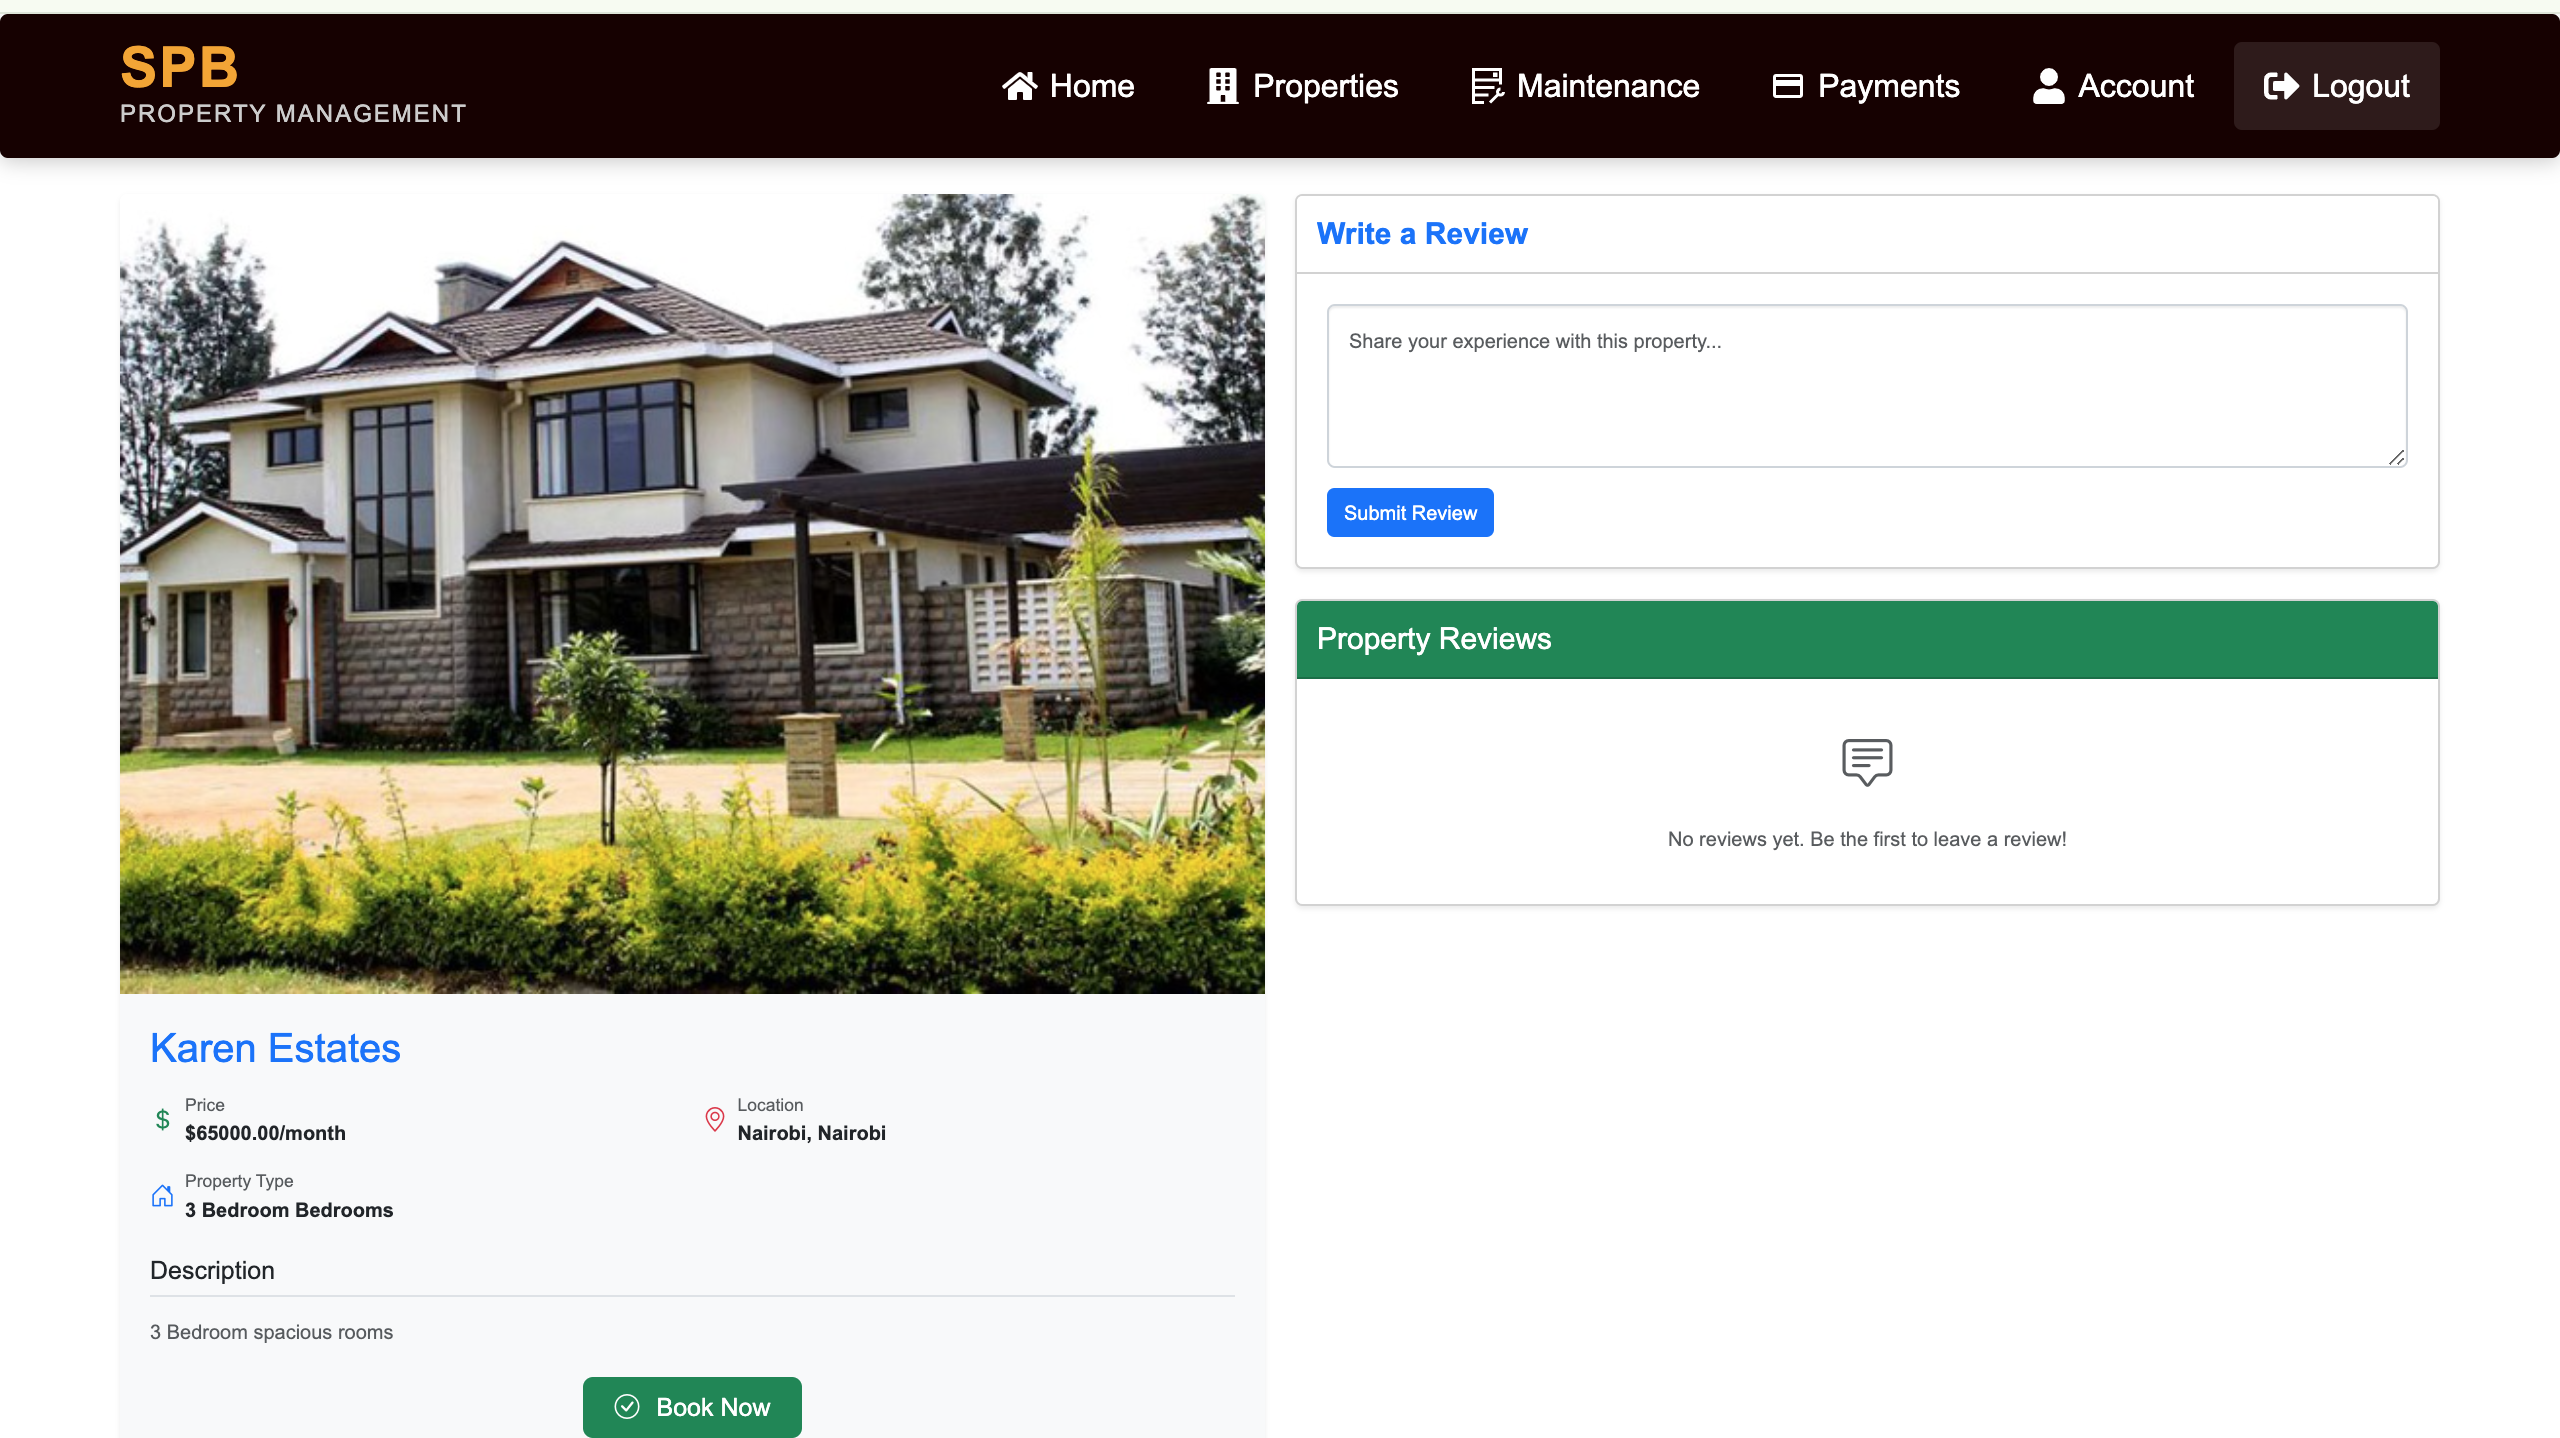 SPB
PROPERTY MANAGEMENT
Home
Properties
Maintenance
Payments
Account
Logout
Write a Review
Share your experience with this property...
Submit Review
Property Reviews
No reviews yet. Be the first to leave a review!
Karen Estates
Price
$65000.00/month
Location
Nairobi, Nairobi
Property Type
3 Bedroom Bedrooms
Description
3 Bedroom spacious rooms
Book Now